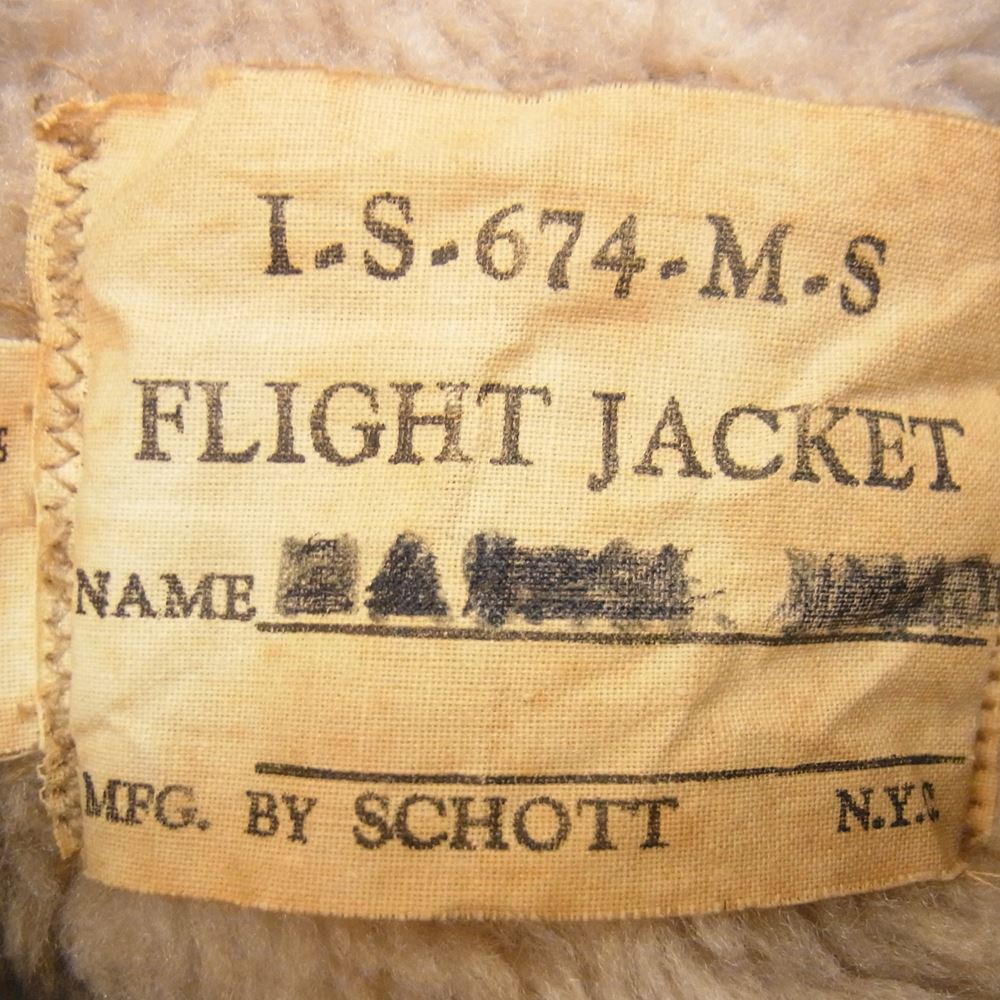 I-S-674-M-S
FLIGHT JACKET
NAME
MFG. BY SCHOTT N.Y.C